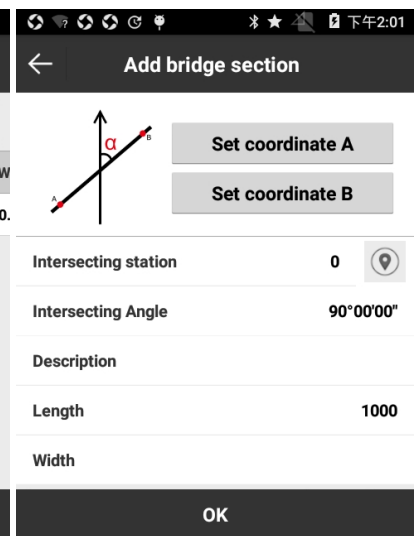 下午2:01
Add bridge section
α
B
A
Set coordinate A
Set coordinate B
W
0.
Intersecting station 0
Intersecting Angle 90°00'00"
Description
Length 1000
Width
OK